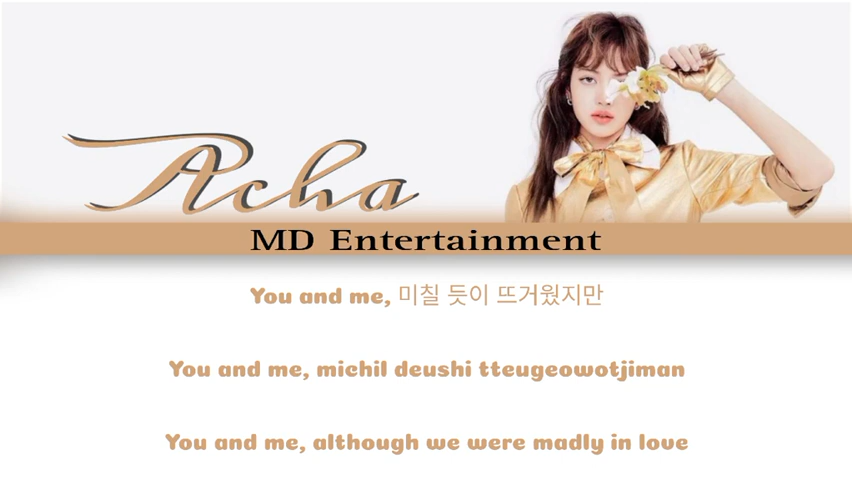 Acha
MD Entertainment
You and me, 미칠 듯이 뜨거웠지만
You and me, michil deushi tteugeowotjiman
You and me, although we were madly in love